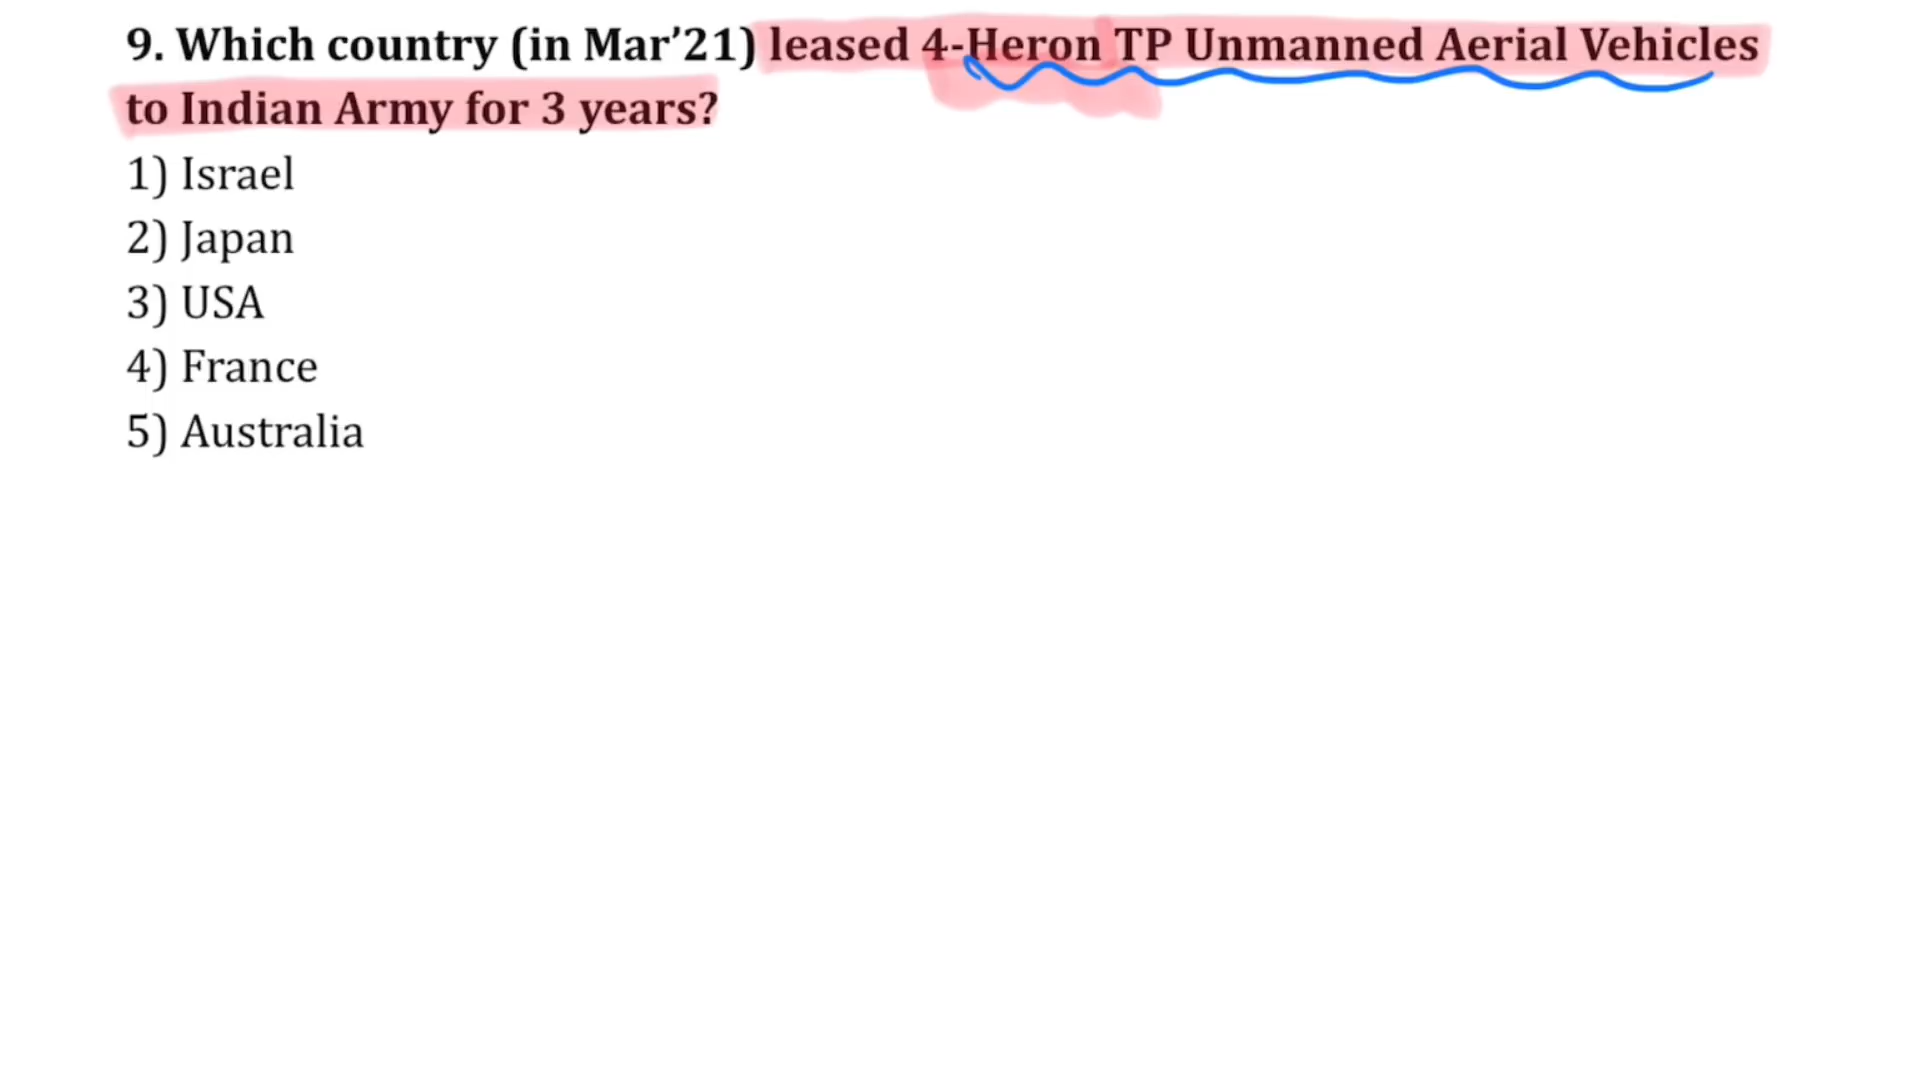 9. Which country (in Mar’21) leased 4-Heron TP Unmanned Aerial Vehicles
to Indian Army for 3 years?
1) Israel
2) Japan
3) USA
4) France
5) Australia